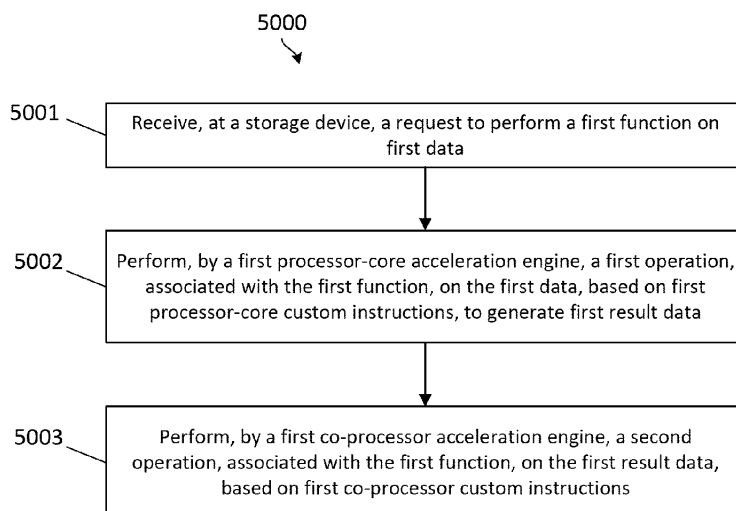 5000
5001
Receive, at a storage device, a request to perform a first function on
first data
5002
Perform, by a first processor-core acceleration engine, a first operation,
associated with the first function, on the first data, based on first
processor-core custom instructions, to generate first result data
5003
Perform, by a first co-processor acceleration engine, a second
operation, associated with the first function, on the first result data,
based on first co-processor custom instructions